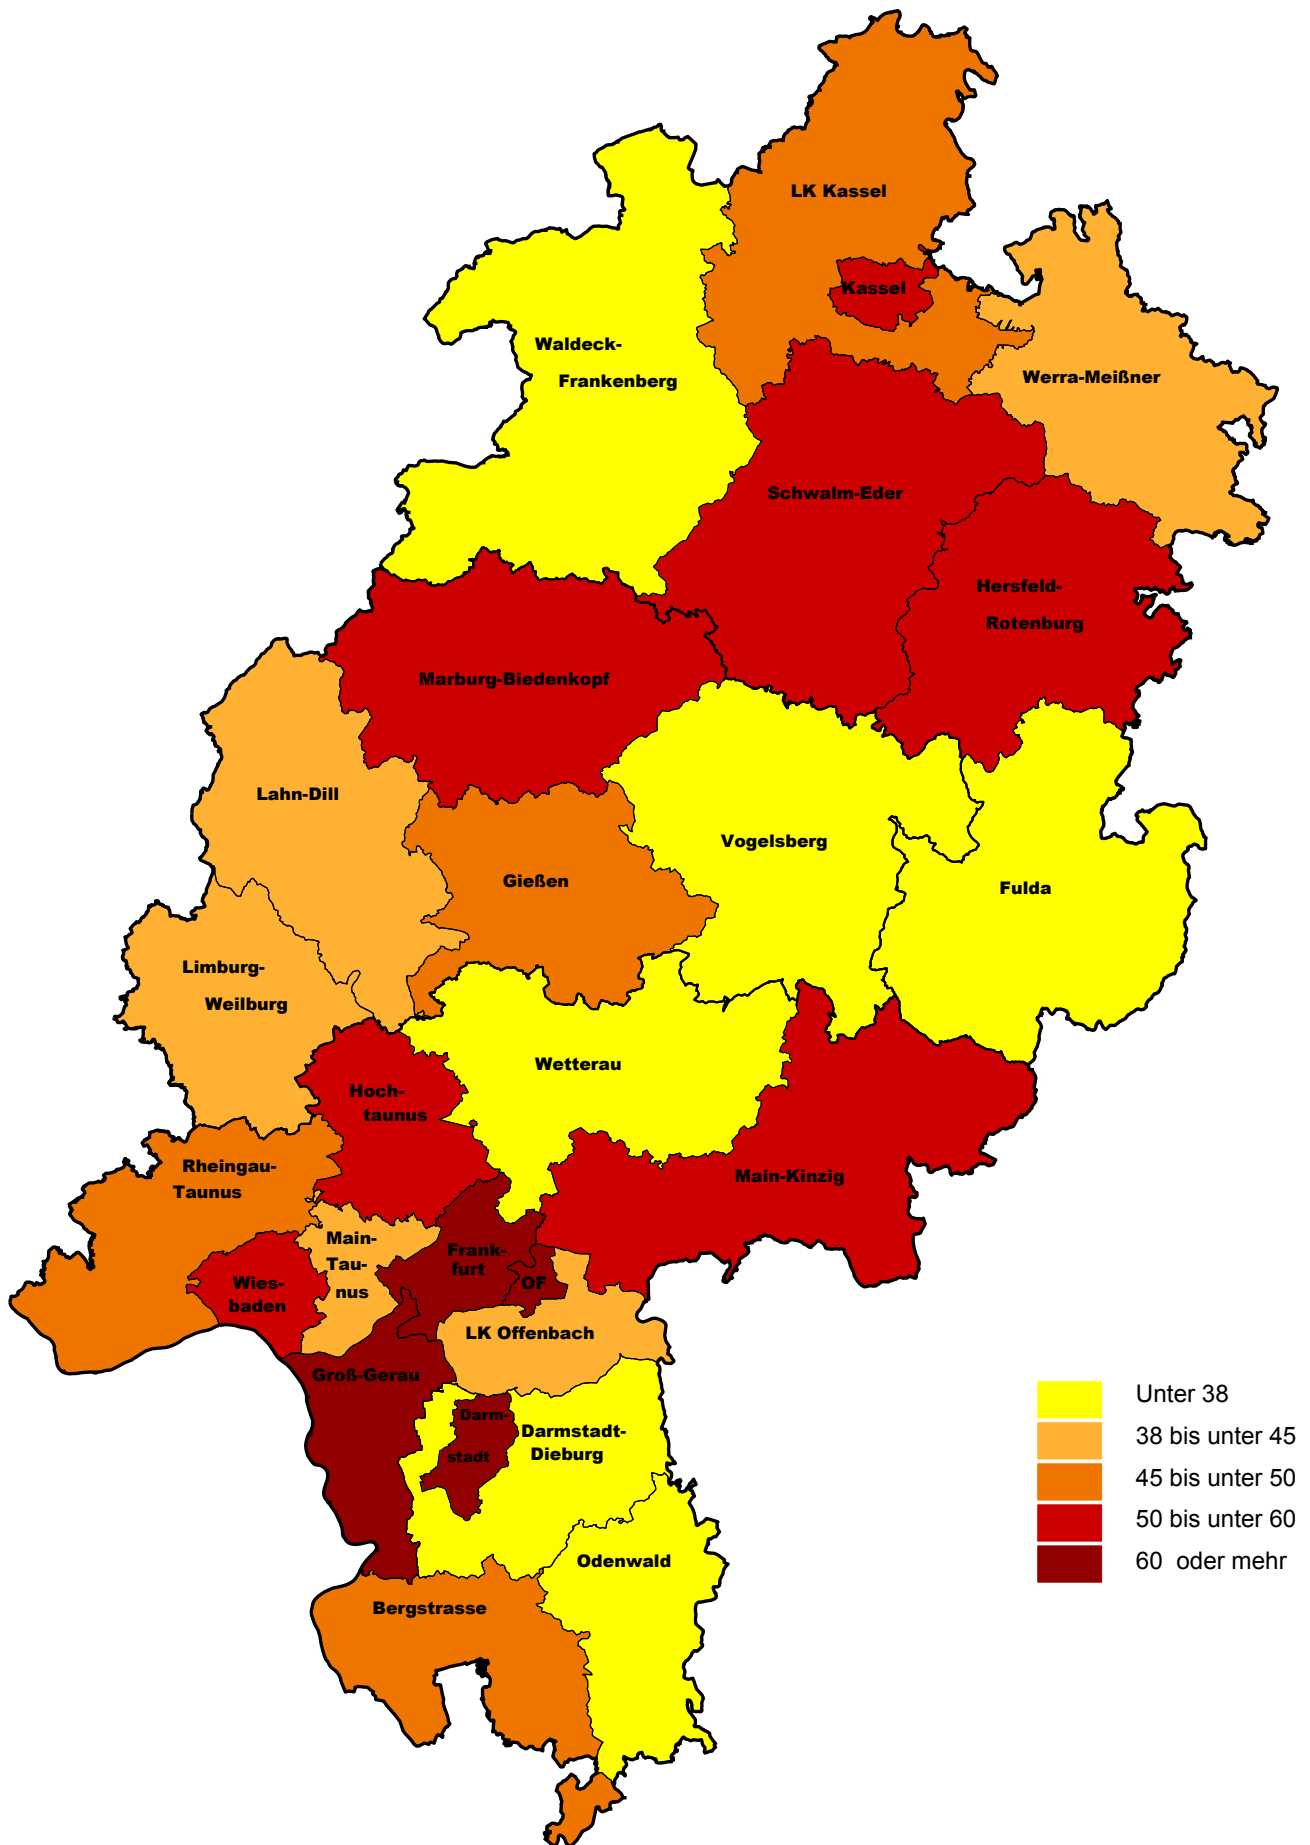 LK Kassel
Kassel
Waldeck-
Frankenberg
Werra-Meißner
Schwalm-Eder
Hersfeld-
Rotenburg
Marburg-Biedenkopf
Lahn-Dill
Vogelsberg
Gießen
Fulda
Limburg-
Weilburg
Wetterau
Hoch-
taunus
Rheingau-
Taunus
Main-Kinzig
Main-
Tau-
nus
Frank-
furt
OF
Wies-
baden
LK Offenbach
Groß-Gerau
Darm-
stadt
Darmstadt-
Dieburg
Odenwald
Bergstrasse
Unter 38
38 bis unter 45
45 bis unter 50
50 bis unter 60
60 oder mehr